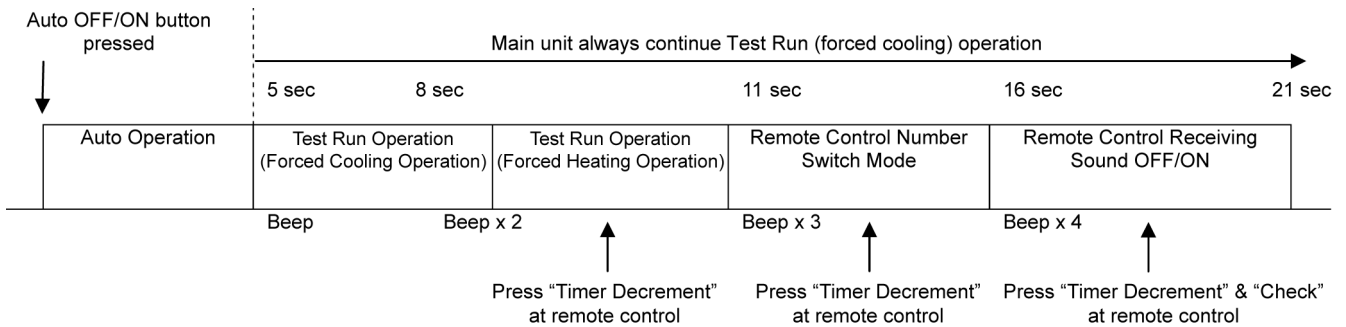 Auto OFF/ON button
pressed
Main unit always continue Test Run (forced cooling) operation
5 sec
8 sec
11 sec
16 sec
21 sec
Auto Operation
Test Run Operation
(Forced Cooling Operation)
Test Run Operation
(Forced Heating Operation)
Remote Control Number
Switch Mode
Remote Control Receiving
Sound OFF/ON
Beep
Beep x 2
Beep x 3
Beep x 4
Press “Timer Decrement”
at remote control
Press “Timer Decrement”
at remote control
Press “Timer Decrement” & “Check”
at remote control